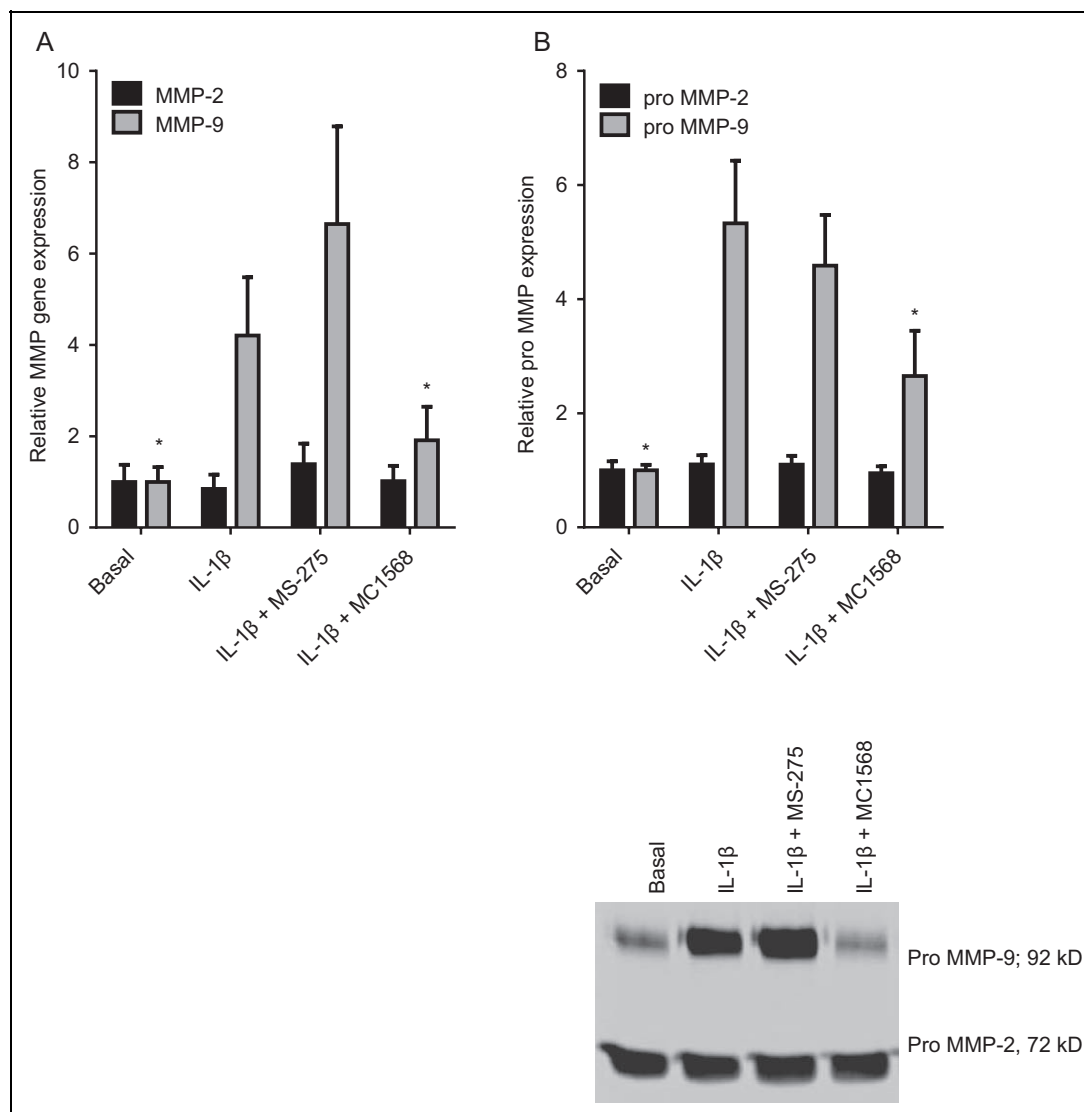 A
Relative MMP gene expression
10
8
6
4
2
0
MMP-2
MMP-9
*
*
Basal
IL-1β
IL-1β + MS-275
IL-1β + MC1568
B
Relative pro MMP expression
8
6
4
2
0
pro MMP-2
pro MMP-9
*
*
Basal
IL-1β
IL-1β + MS-275
IL-1β + MC1568
Basal
IL-1β
IL-1β + MS-275
IL-1β + MC1568
Pro MMP-9; 92 kD
Pro MMP-2, 72 kD